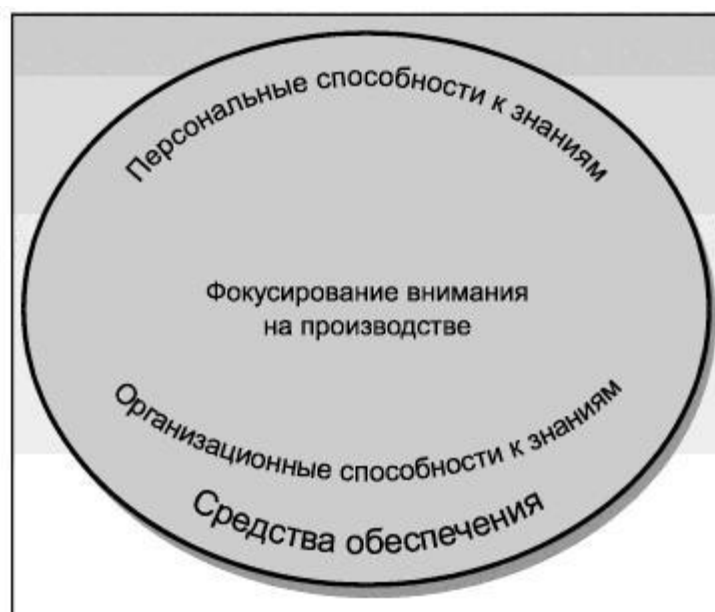 Персональные способности к знаниям
Фокусирование внимания
на производстве
Организационные способности к знаниям
Средства обеспечения